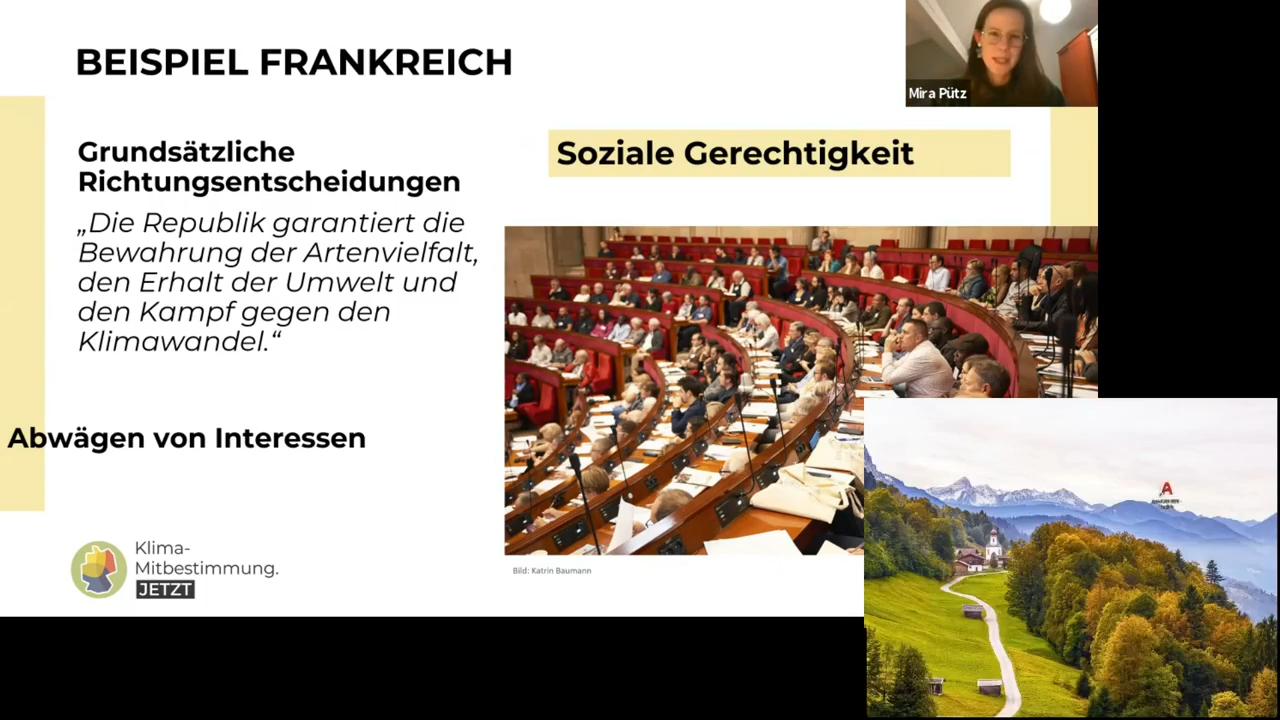 BEISPIEL FRANKREICH
Mira Pütz
Grundsätzliche
Richtungsentscheidungen
„Die Republik garantiert die
Bewahrung der Artenvielfalt,
den Erhalt der Umwelt und
den Kampf gegen den
Klimawandel.“
Abwägen von Interessen
Soziale Gerechtigkeit
Bild: Katrin Baumann
Klima-
Mitbestimmung.
JETZT
A